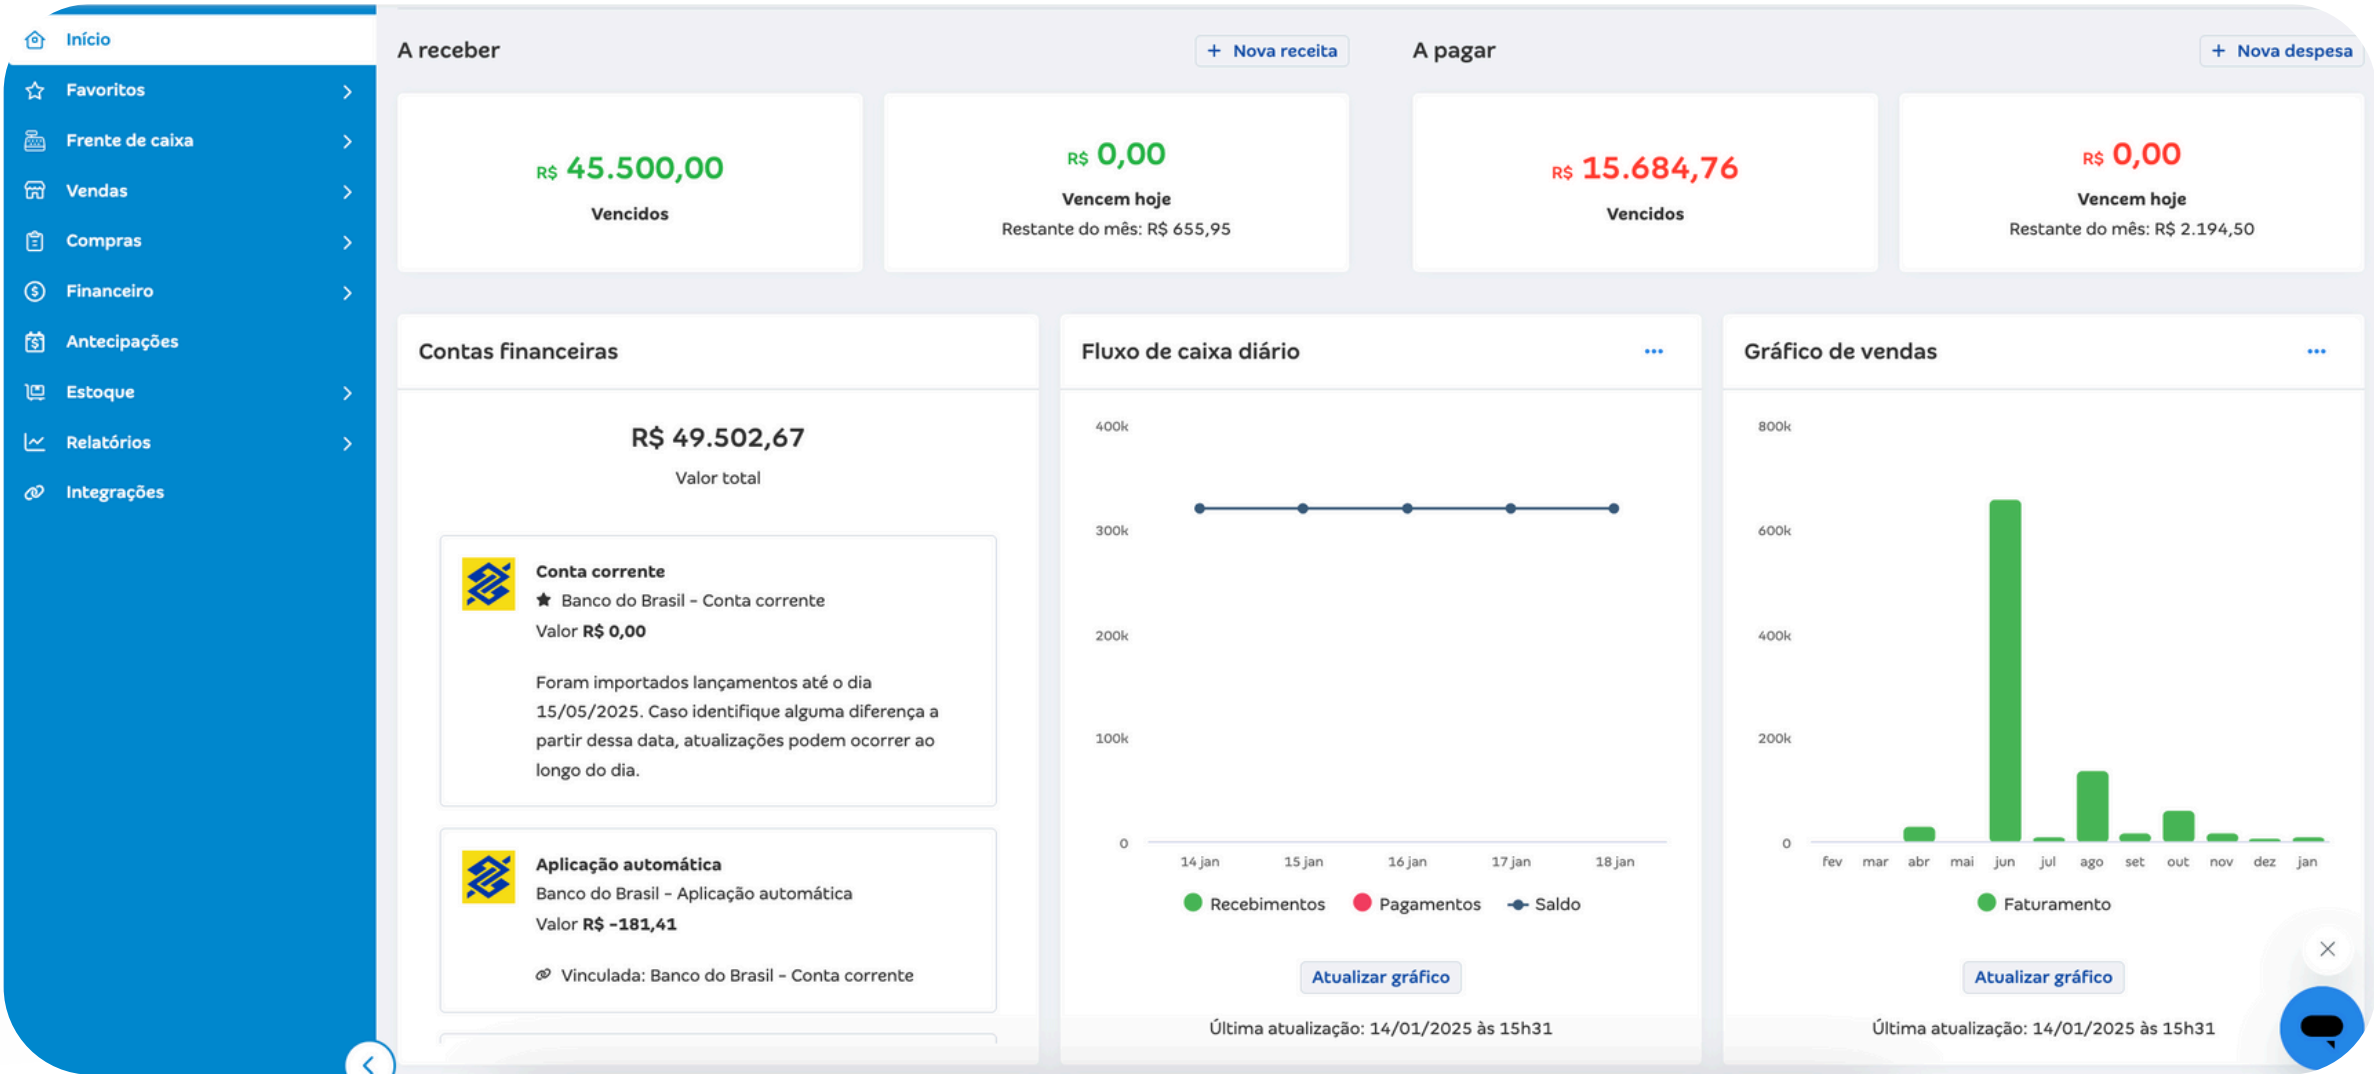 Início
Favoritos
Frente de caixa
Vendas
Compras
Financeiro
Antecipações
Estoque
Relatórios
Integrações
A receber
+ Nova receita
R$ 45.500,00
Vencidos
R$ 0,00
Vencem hoje
Restante do mês: R$ 655,95
A pagar
+ Nova despesa
R$ 15.684,76
Vencidos
R$ 0,00
Vencem hoje
Restante do mês: R$ 2.194,50
Contas financeiras
R$ 49.502,67
Valor total
Conta corrente
Banco do Brasil – Conta corrente
Valor R$ 0,00
Foram importados lançamentos até o dia
15/05/2025. Caso identifique alguma diferença a
partir dessa data, atualizações podem ocorrer ao
longo do dia.
Aplicação automática
Banco do Brasil – Aplicação automática
Valor R$ -181,41
Vinculada: Banco do Brasil – Conta corrente
Fluxo de caixa diário
400k
300k
200k
100k
0
14 jan 15 jan 16 jan 17 jan 18 jan
Recebimentos Pagamentos Saldo
Atualizar gráfico
Última atualização: 14/01/2025 às 15h31
Gráfico de vendas
800k
600k
400k
200k
0
fev mar abr mai jun jul ago set out nov dez jan
Faturamento
Atualizar gráfico
Última atualização: 14/01/2025 às 15h31